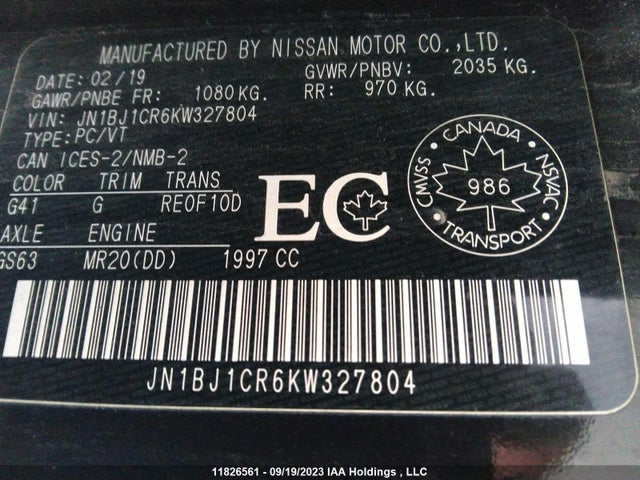 MANUFACTURED BY NISSAN MOTOR CO.,LTD.
DATE: 02/19 GVWR/PNBV: 2035 KG.
GAWR/PNBE FR: 1080 KG. RR: 970 KG.
VIN: JN1BJ1CR6KW327804
TYPE: PC/VT
CAN ICES-2/NMB-2
COLOR TRIM TRANS
G41 G RE0F10D
AXLE ENGINE
GS63 MR20(DD) 1997 CC
EC
CANADA
CMVSS 986 NSVAC
TRANSPORT
JN1BJ1CR6KW327804
11826561 - 09/19/2023 IAA Holdings , LLC